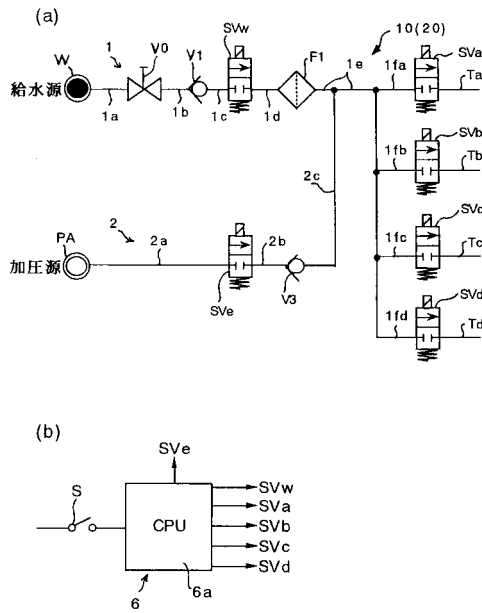 (a)
SVw
10(20)
W
1
V0
V1
F1
1e
1fa
SVa
Ta
給水源
1a
1b
1c
1d
SVb
2c
1fb
Tb
PA
2
2a
2b
SVc
1fc
Tc
加圧源
SVe
V3
SVd
1fd
Td
(b)
SVe
S
CPU
SVw
SVa
SVb
SVc
SVd
6
6a